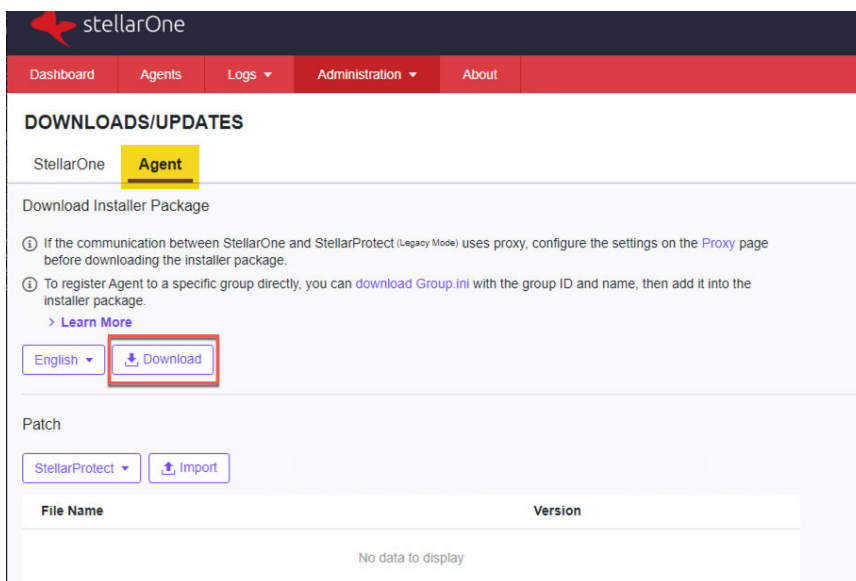 stellarOne
Dashboard Agents Logs Administration About
DOWNLOADS/UPDATES
StellarOne Agent
Download Installer Package
If the communication between StellarOne and StellarProtect (Legacy Mode) uses proxy, configure the settings on the Proxy page
before downloading the installer package.
To register Agent to a specific group directly, you can download Group.ini with the group ID and name, then add it into the
installer package.
> Learn More
English Download
Patch
StellarProtect Import
File Name Version
No data to display